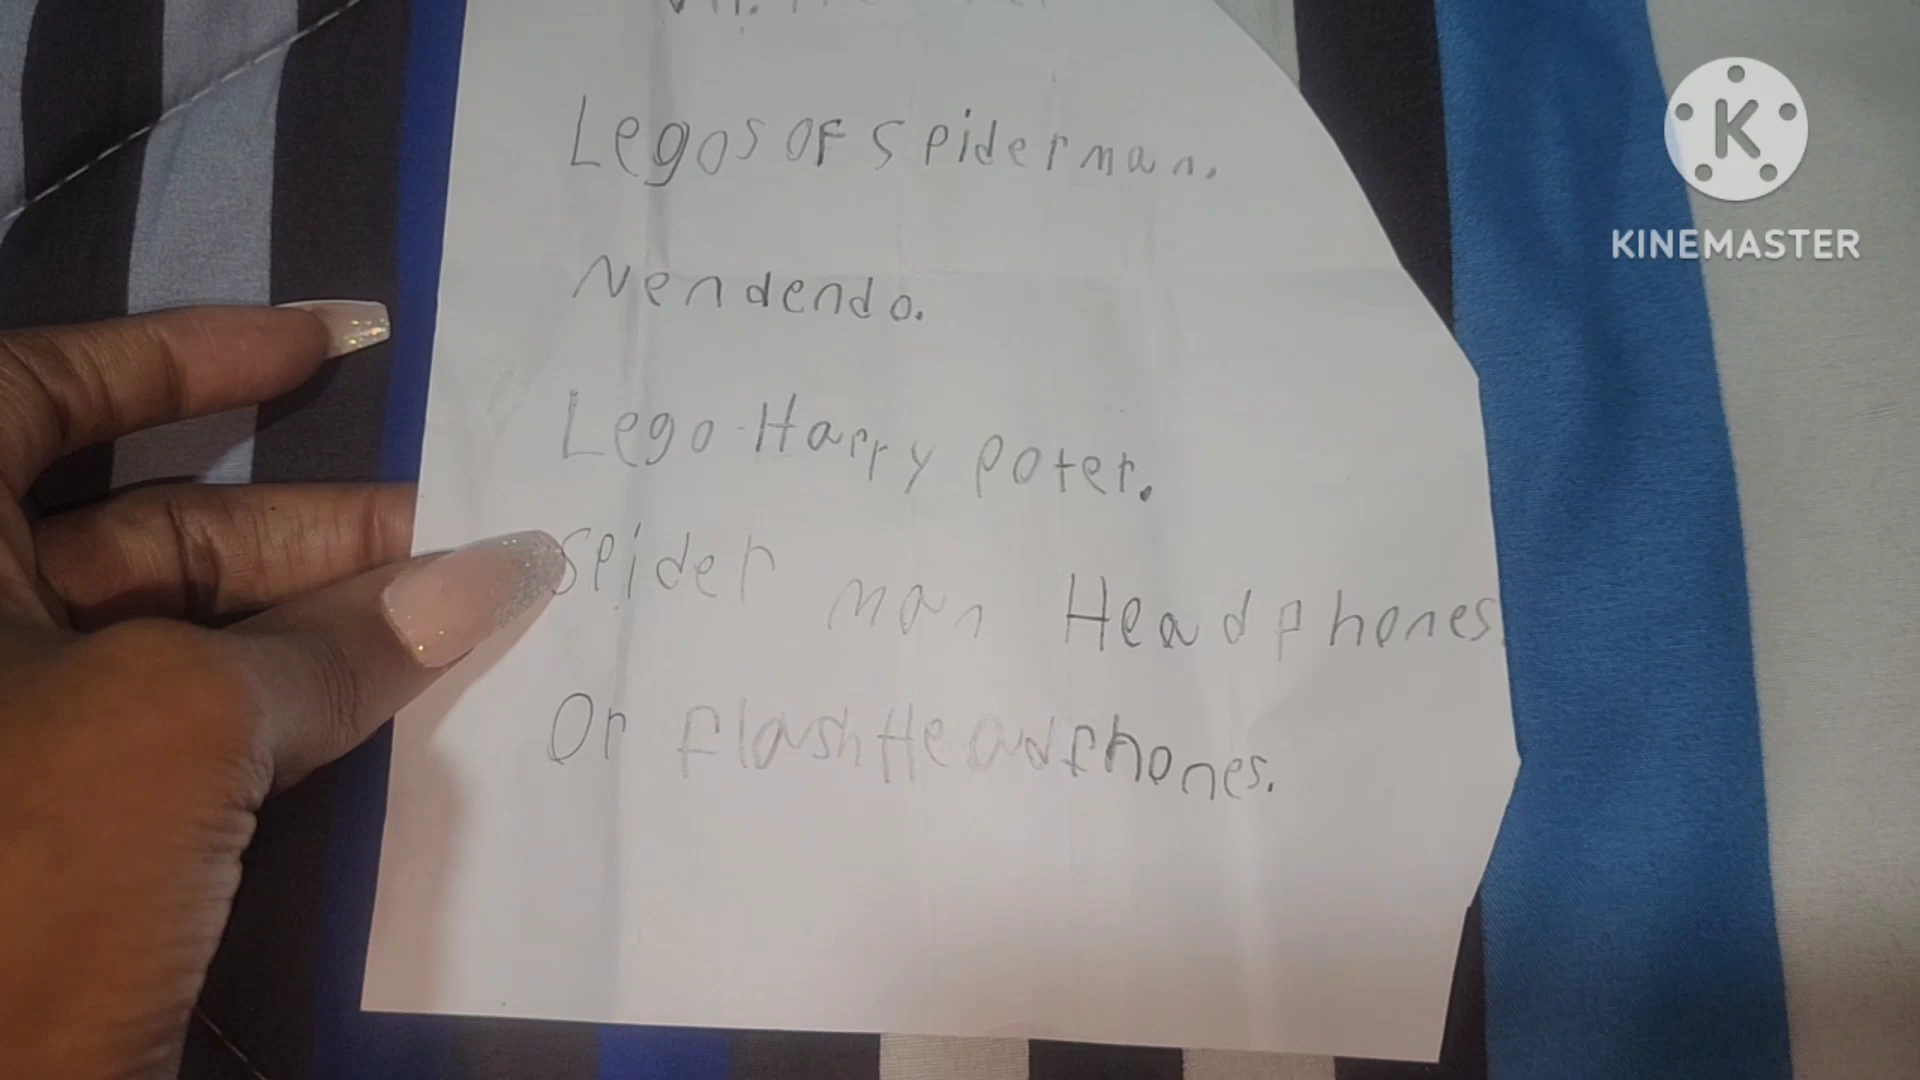 Legos OF Spiderman.
Nendendo.
Lego Harry poter.
Spider man Headphones
Or flash Headphones.
K
KINEMASTER